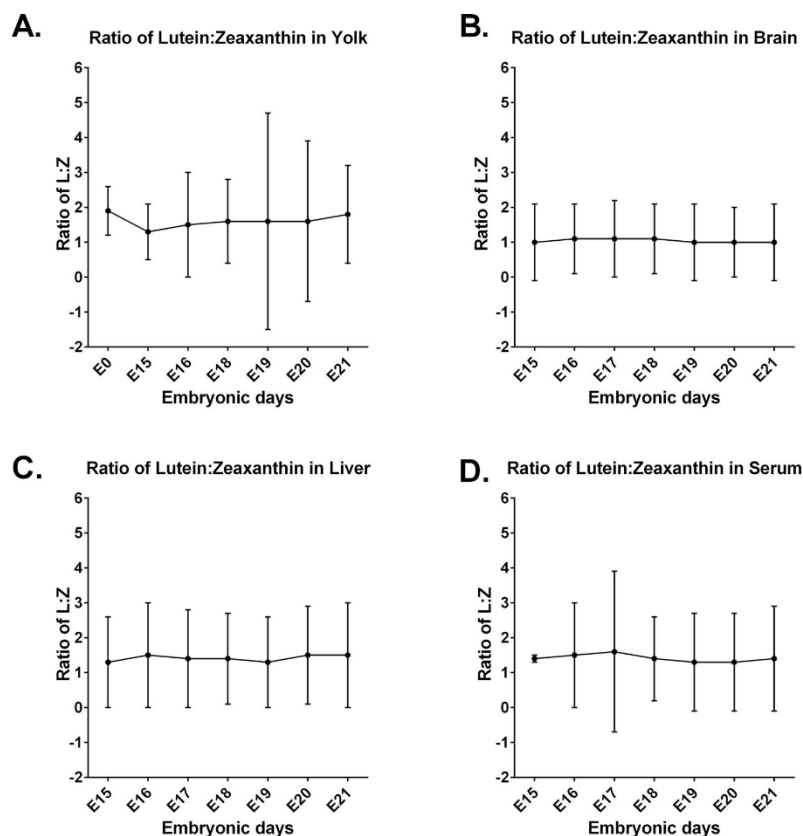 A.
Ratio of Lutein:Zeaxanthin in Yolk
6
5
4
3
2
1
0
-1
-2
Ratio of L:Z
E0 E15 E16 E18 E19 E20 E21
Embryonic days
B.
Ratio of Lutein:Zeaxanthin in Brain
6
5
4
3
2
1
0
-1
-2
Ratio of L:Z
E15 E16 E17 E18 E19 E20 E21
Embryonic days
C.
Ratio of Lutein:Zeaxanthin in Liver
6
5
4
3
2
1
0
-1
-2
Ratio of L:Z
E15 E16 E17 E18 E19 E20 E21
Embryonic days
D.
Ratio of Lutein:Zeaxanthin in Serum
6
5
4
3
2
1
0
-1
-2
Ratio of L:Z
E15 E16 E17 E18 E19 E20 E21
Embryonic days